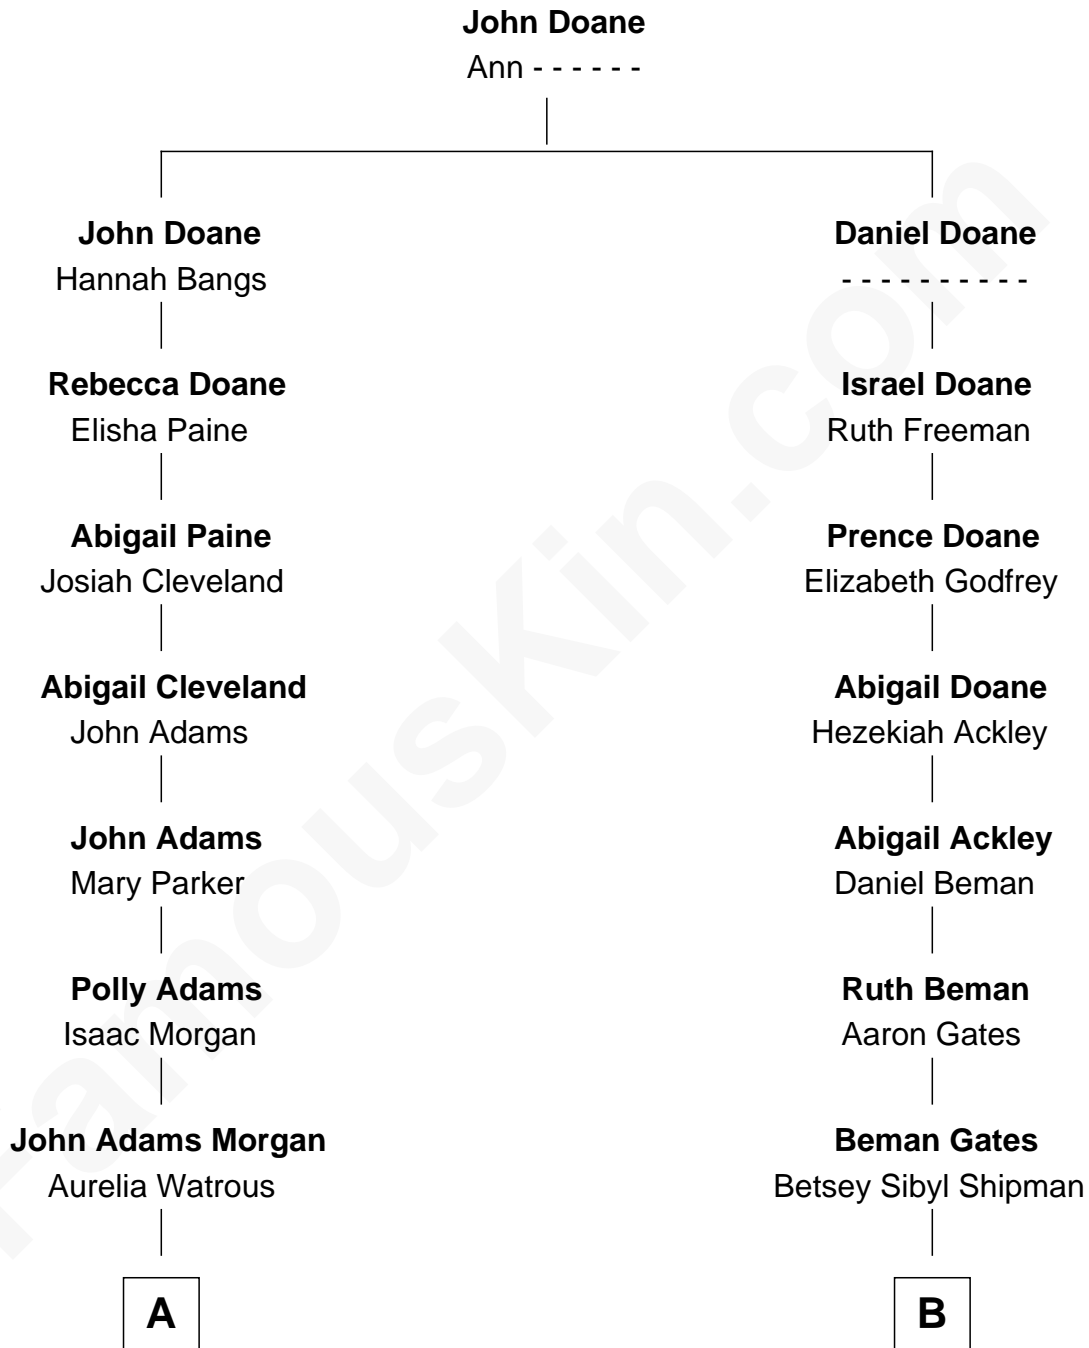 John Doane
Ann - - - - - -
John Doane
Hannah Bangs
Daniel Doane
- - - - - - - - - -
Rebecca Doane
Elisha Paine
Israel Doane
Ruth Freeman
Abigail Paine
Josiah Cleveland
Prence Doane
Elizabeth Godfrey
Abigail Cleveland
John Adams
Abigail Doane
Hezekiah Ackley
John Adams
Mary Parker
Abigail Ackley
Daniel Beman
Polly Adams
Isaac Morgan
Ruth Beman
Aaron Gates
John Adams Morgan
Aurelia Watrous
Beman Gates
Betsey Sibyl Shipman
A
B
FamousKin.com